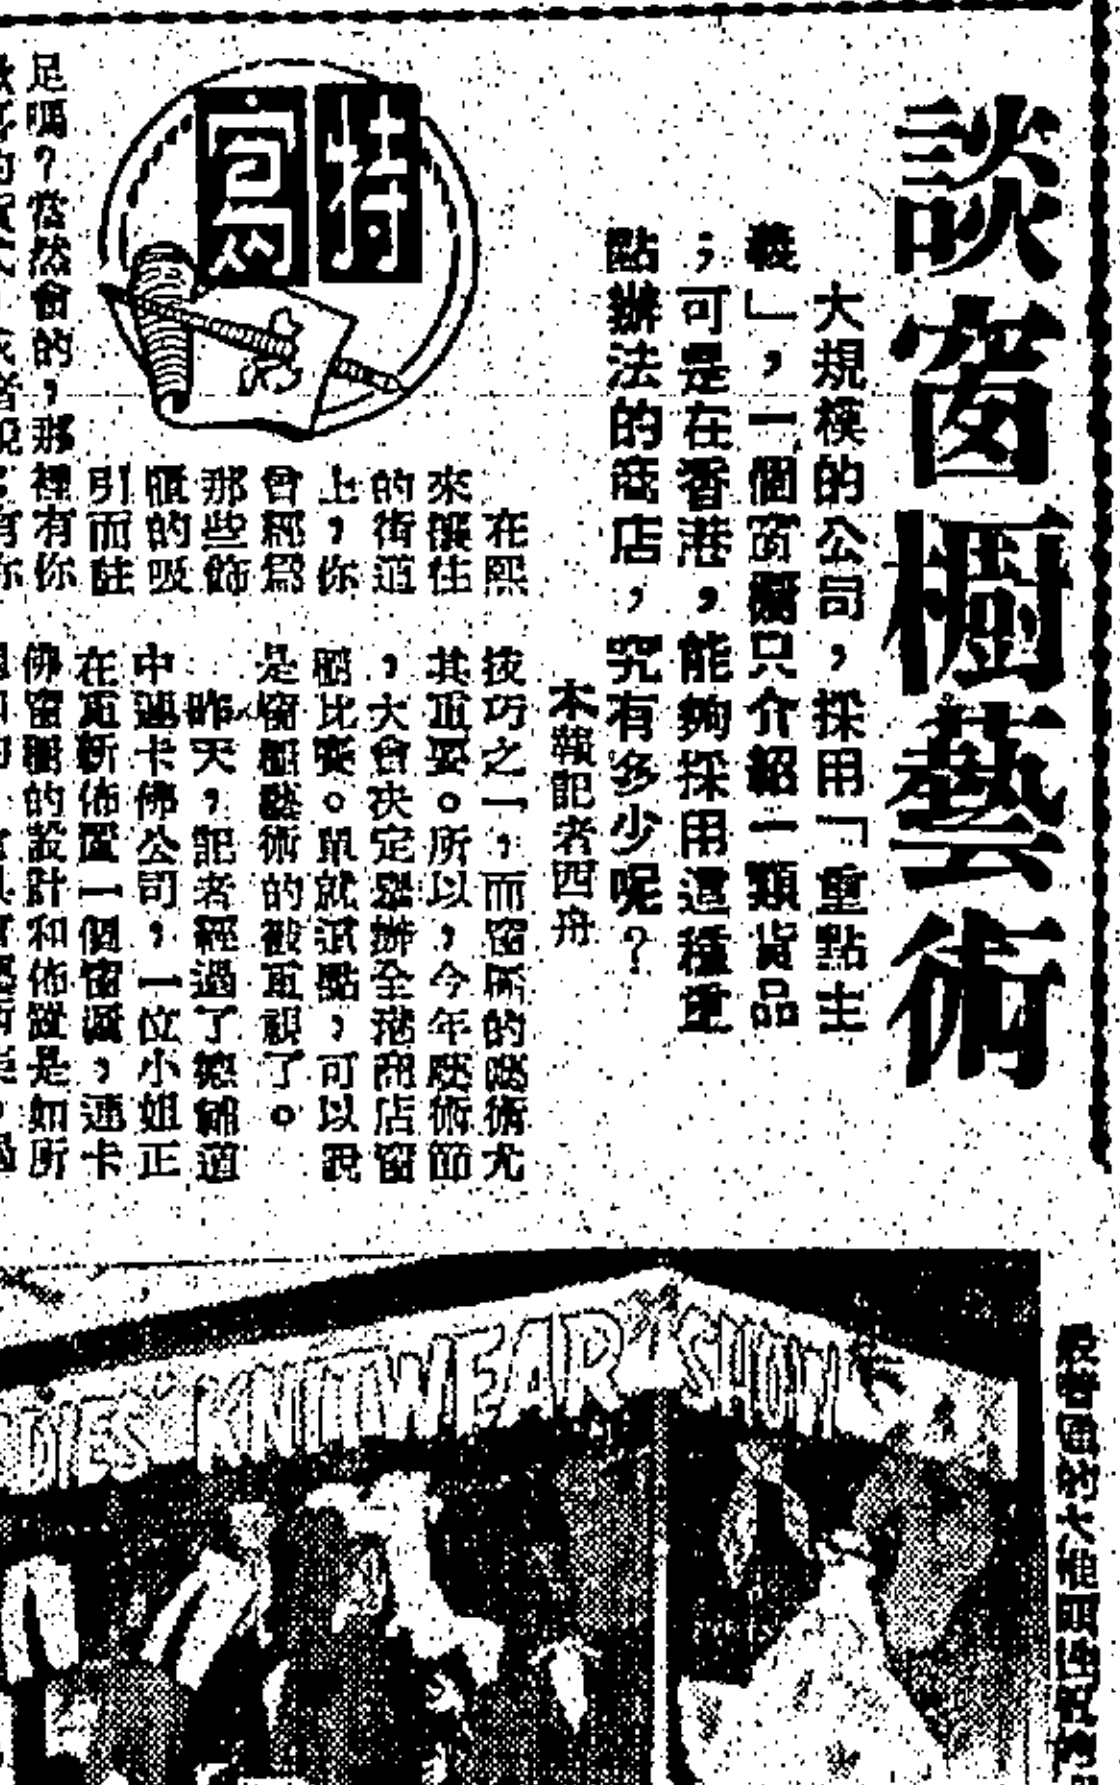 談窗櫥藝術
大規模的公司，採用「重點主
義」，一個窗櫥只介紹一類貨品
；可是在香港，能夠採用這種重
點辦法的商店，究有多少呢？
本報記者西舟
特寫
在熙
來攘往
的街道
上，你
曾經為
那些飾
櫃的吸
引而駐
足嗎？當然會的，那裡有你
技巧之一，而窗櫥的藝術尤
其重要。所以，今年藝術節
，大會決定舉辦全港商店窗
櫥比賽。單就這點，可以說
是窗櫥藝術的被重視了。
昨天，記者經過了德輔道
中連卡佛公司，一位小姐正
在重新佈置一個窗櫥，連卡
佛窗櫥的設計和佈置是如所
DIES' KNITWEAR SHOW